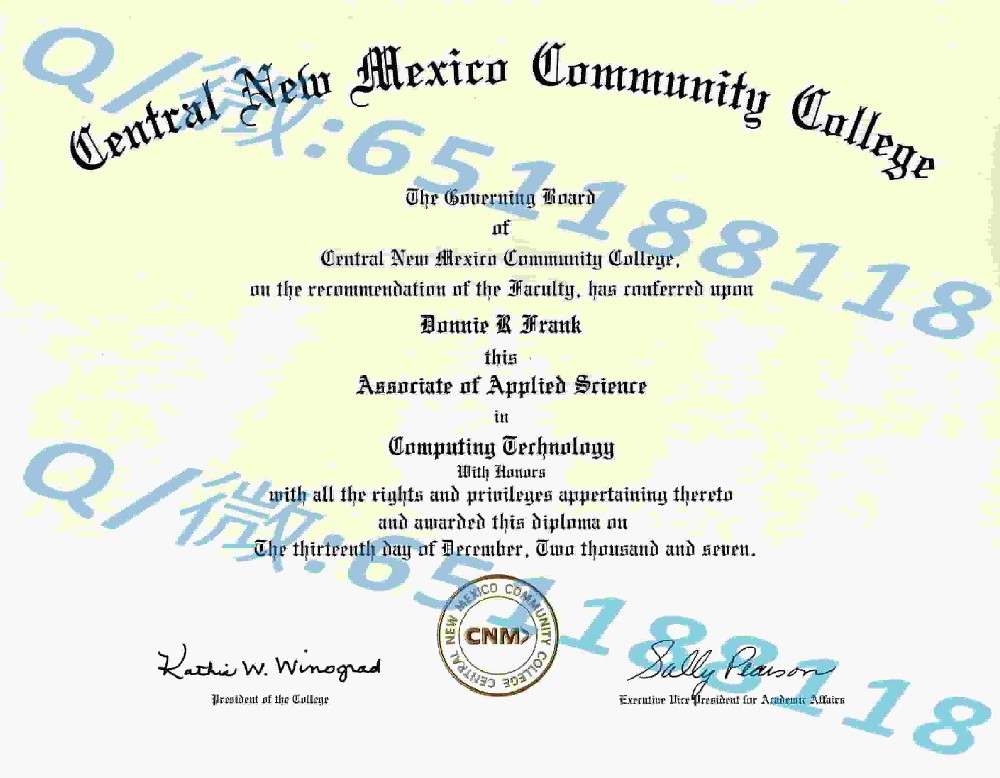 Central New Mexico Community College
The Governing Board
of
Central New Mexico Community College,
on the recommendation of the Faculty, has conferred upon
Donnie R Frank
this
Associate of Applied Science
in
Computing Technology
With Honors
with all the rights and privileges appertaining thereto
and awarded this diploma on
The thirteenth day of December, Two thousand and seven.
CENTRAL NEW MEXICO COMMUNITY COLLEGE
CNM
Kathie W. Winograd
Sally Pearson
President of the College
Executive Vice President for Academic Affairs
Q/微:651188118
Q/微:651188118